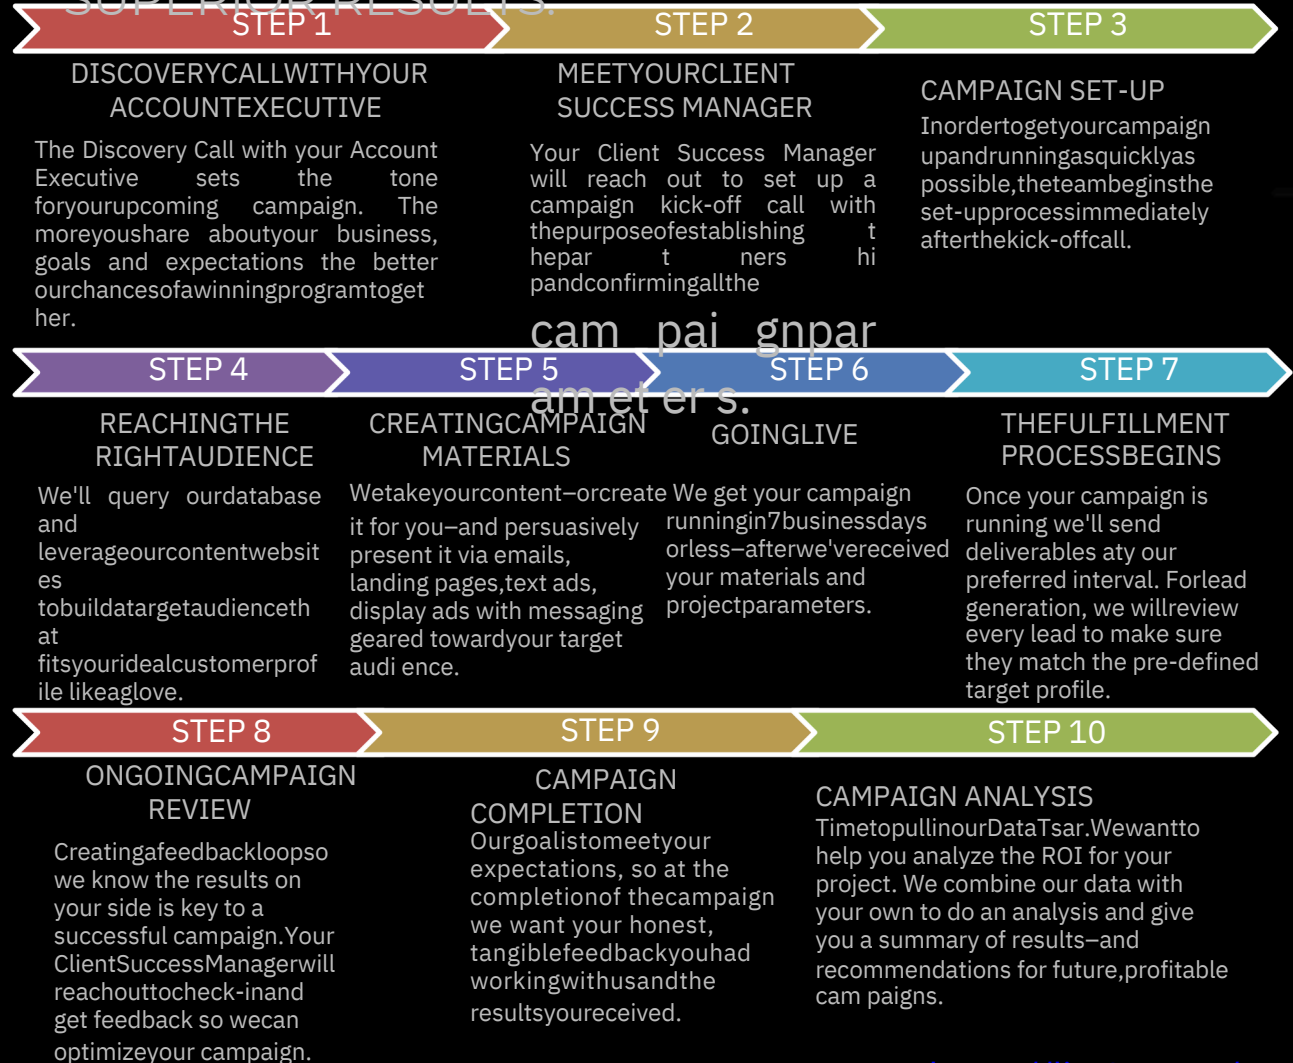 SUPERIOR RESULTS.
STEP 1
STEP 2
STEP 3
DISCOVERYCALLWITHYOUR
ACCOUNTEXECUTIVE
The Discovery Call with your Account
Executive sets the tone
foryourupcoming campaign. The
moreyoushare aboutyour business,
goals and expectations the better
ourchancesofawinningprogramtoget
her.
MEETYOURCLIENT
SUCCESS MANAGER
Your Client Success Manager
will reach out to set up a
campaign kick-off call with
thepurposeofestablishing t
hepar t ners hi
pandconfirmingallthe
cam pai gnpar
am et er s.
CAMPAIGN SET-UP
Inordertogetyourcampaign
upandrunningasquicklyas
possible,theteambeginsthe
set-upprocessimmediately
afterthekick-offcall.
STEP 4
STEP 5
STEP 6
STEP 7
REACHINGTHE
RIGHTAUDIENCE
We'll query ourdatabase
and
leverageourcontentwebsit
es
tobuildatargetaudienceth
at
fitsyouridealcustomerprof
ile likeaglove.
CREATINGCAMPAIGN
MATERIALS
Wetakeyourcontent–orcreate
it for you–and persuasively
present it via emails,
landing pages,text ads,
display ads with messaging
geared towardyour target
audi ence.
GOINGLIVE
We get your campaign
runningin7businessdays
orless–afterwe'vereceived
your materials and
projectparameters.
THEFULFILLMENT
PROCESSBEGINS
Once your campaign is
running we'll send
deliverables aty our
preferred interval. Forlead
generation, we willreview
every lead to make sure
they match the pre-defined
target profile.
STEP 8
STEP 9
STEP 10
ONGOINGCAMPAIGN
REVIEW
Creatingafeedbackloopso
we know the results on
your side is key to a
successful campaign.Your
ClientSuccessManagerwill
reachouttocheck-inand
get feedback so wecan
optimizeyour campaign.
CAMPAIGN
COMPLETION
Ourgoalistomeetyour
expectations, so at the
completionof thecampaign
we want your honest,
tangiblefeedbackyouhad
workingwithusandthe
resultsyoureceived.
CAMPAIGN ANALYSIS
TimetopullinourDataTsar.Wewantto
help you analyze the ROI for your
project. We combine our data with
your own to do an analysis and give
you a summary of results–and
recommendations for future,profitable
cam paigns.